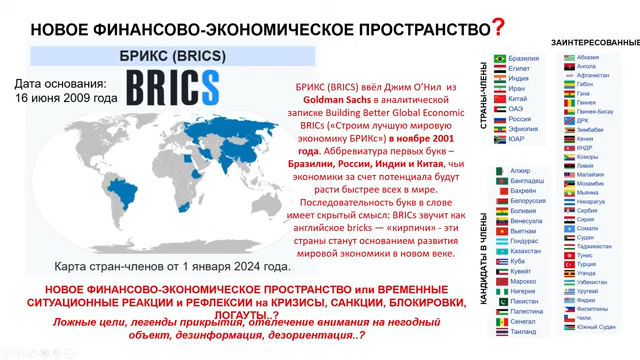 НОВОЕ ФИНАНСОВО-ЭКОНОМИЧЕСКОЕ ПРОСТРАНСТВО?
БРИКС (BRICS)
Дата основания:
16 июня 2009 года
BRICS
БРИКС (BRICS) ввёл Джим О'Нил из
Goldman Sachs в аналитической
записке Building Better Global Economic
BRICs («Строим лучшую мировую
экономику БРИКс») в ноябре 2001
года. Аббревиатура первых букв –
Бразилии, России, Индии и Китая, чьи
экономики за счет потенциала будут
расти быстрее всех в мире.
Последовательность букв в слове
имеет скрытый смысл: BRICs звучит как
английское bricks — «кирпичи» - эти
страны станут основанием развития
мировой экономики в новом веке.
Карта стран-членов от 1 января 2024 года.
НОВОЕ ФИНАНСОВО-ЭКОНОМИЧЕСКОЕ ПРОСТРАНСТВО или ВРЕМЕННЫЕ
СИТУАЦИОННЫЕ РЕАКЦИИ и РЕФЛЕКСИИ на КРИЗИСЫ, САНКЦИИ, БЛОКИРОВКИ,
ЛОГАУТЫ..?
Ложные цели, легенды прикрытия, отвлечение внимания на негодный
объект, дезинформация, дезориентация..?
СТРАНЫ-ЧЛЕНЫ
Бразилия
Египет
Индия
Иран
Китай
ОАЭ
Россия
Эфиопия
ЮАР
КАНДИДАТЫ В ЧЛЕНЫ
Алжир
Бангладеш
Бахрейн
Белоруссия
Боливия
Венесуэла
Вьетнам
Гондурас
Казахстан
Куба
Кувейт
Марокко
Нигерия
Пакистан
Палестина
Сенегал
Таиланд
ЗАИНТЕРЕСОВАННЫЕ
Абхазия
Ангола
Афганистан
Габон
Гана
Гвинея
Гвинея-Бисау
ДРК
Зимбабве
Кения
КНДР
Коморы
Ливия
Малайзия
Мозамбик
Мьянма
Никарагуа
Сербия
Сирия
Сомали
Судан
Таджикистан
Тунис
Турция
Уганда
Узбекистан
Уругвай
Фиджи
Филиппины
Чили
Южный Судан